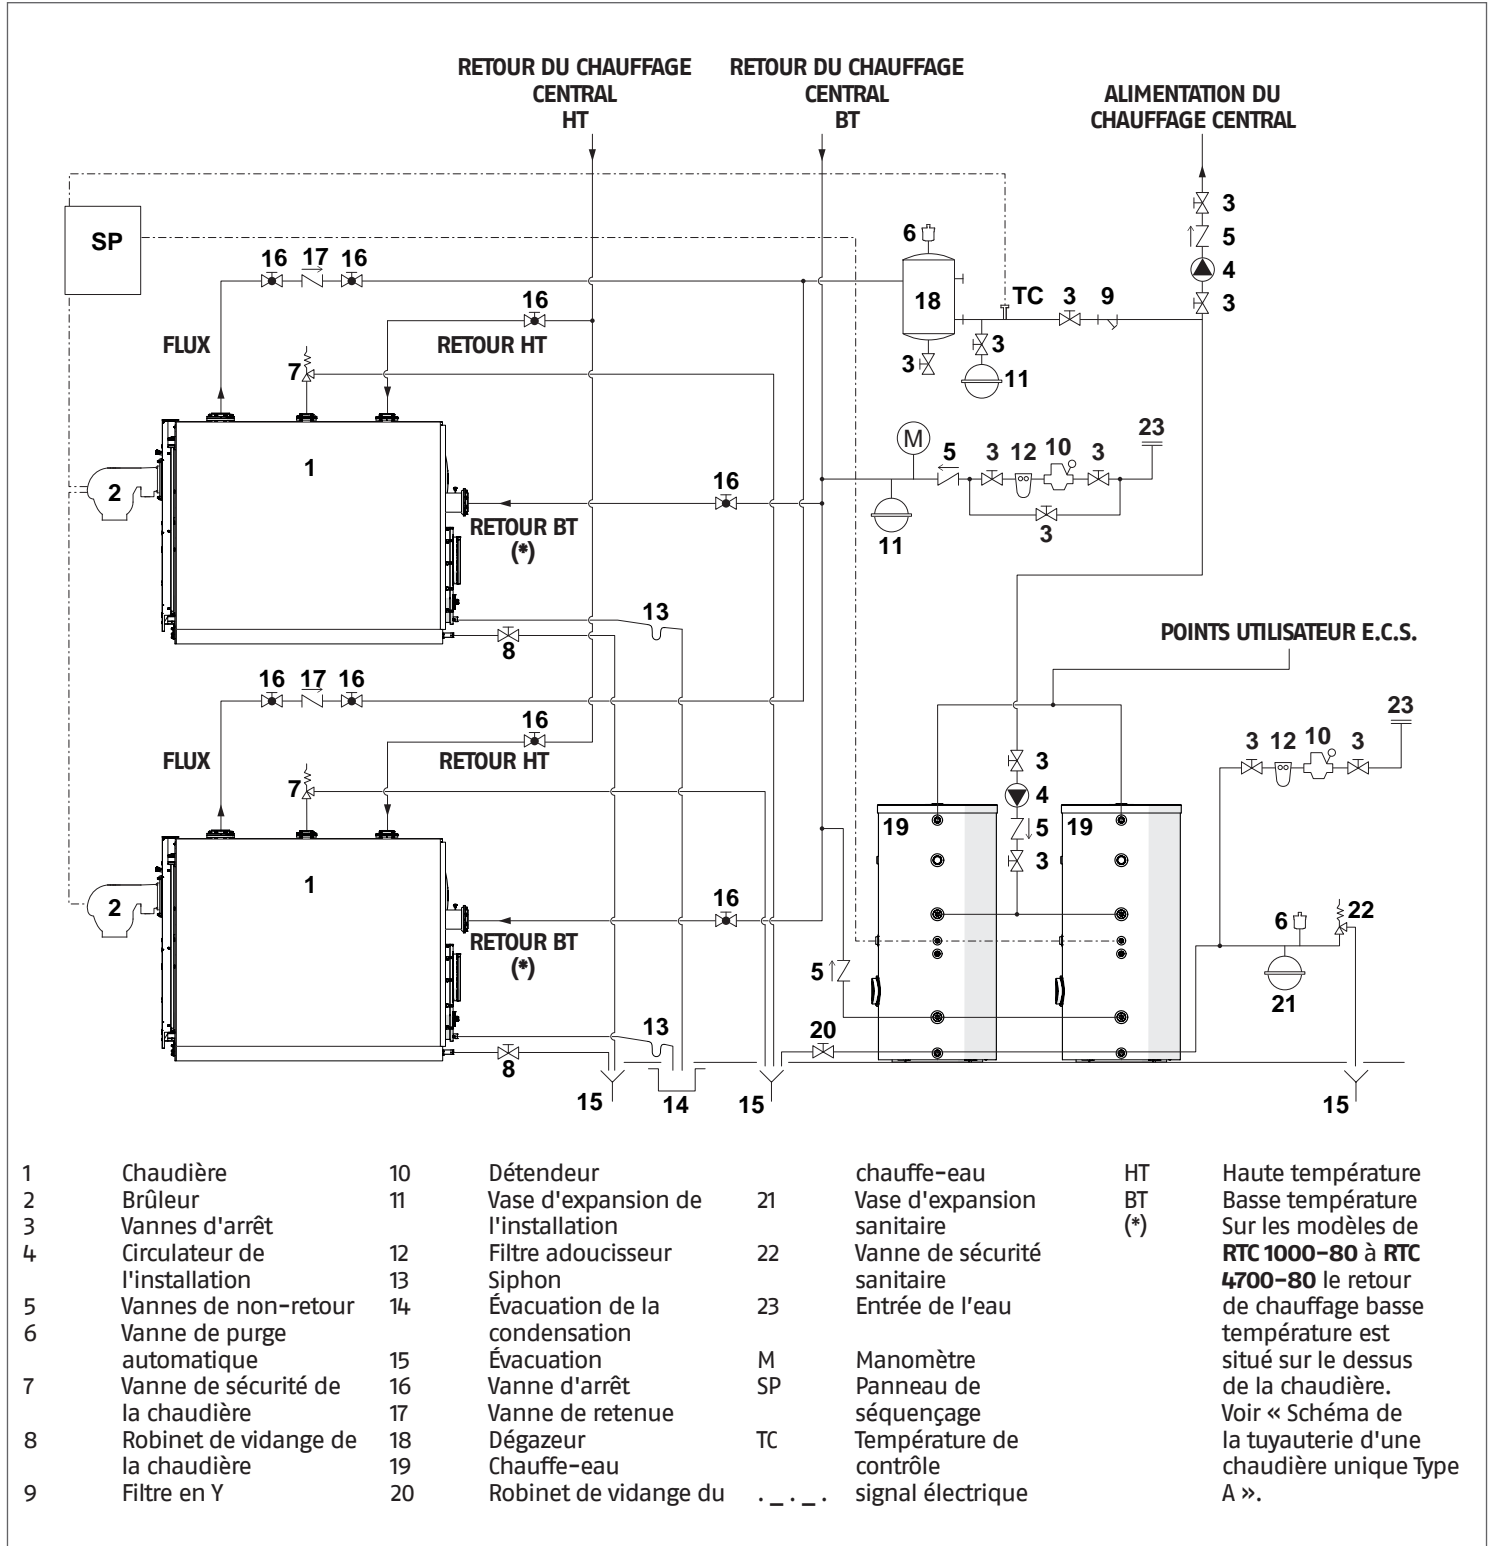 RETOUR DU CHAUFFAGE
CENTRAL
HT
RETOUR DU CHAUFFAGE
CENTRAL
BT
ALIMENTATION DU
CHAUFFAGE CENTRAL
3
SP
6
5
16 17 16
4
16
18
TC 3 9
3
FLUX
RETOUR HT
7
3
3
11
23
M
5 3 12 10 3
1
2
16
RETOUR BT
(*)
11
3
13
8
POINTS UTILISATEUR E.C.S.
16 17 16
16
23
FLUX
RETOUR HT
3
3 12 10 3
7
4
19
5
19
3
1
2
16
6
22
RETOUR BT
(*)
5
21
13
20
8
15
14
15
15
1 Chaudière
2 Brûleur
3 Vannes d'arrêt
4 Circulateur de
l'installation
5 Vannes de non-retour
6 Vanne de purge
automatique
7 Vanne de sécurité de
la chaudière
8 Robinet de vidange de
la chaudière
9 Filtre en Y
10 Détendeur
11 Vase d'expansion de
l'installation
12 Filtre adoucisseur
13 Siphon
14 Évacuation de la
condensation
15 Évacuation
16 Vanne d'arrêt
17 Vanne de retenue
18 Dégazeur
19 Chauffe-eau
20 Robinet de vidange du
chauffe-eau
21 Vase d'expansion
sanitaire
22 Vanne de sécurité
sanitaire
23 Entrée de l'eau
M Manomètre
SP Panneau de
séquençage
TC Température de
contrôle
. _ . _ . signal électrique
HT Haute température
BT Basse température
(*) Sur les modèles de
RTC 1000-80 à RTC
4700-80 le retour
de chauffage basse
température est
situé sur le dessus
de la chaudière.
Voir « Schéma de
la tuyauterie d'une
chaudière unique Type
A ».